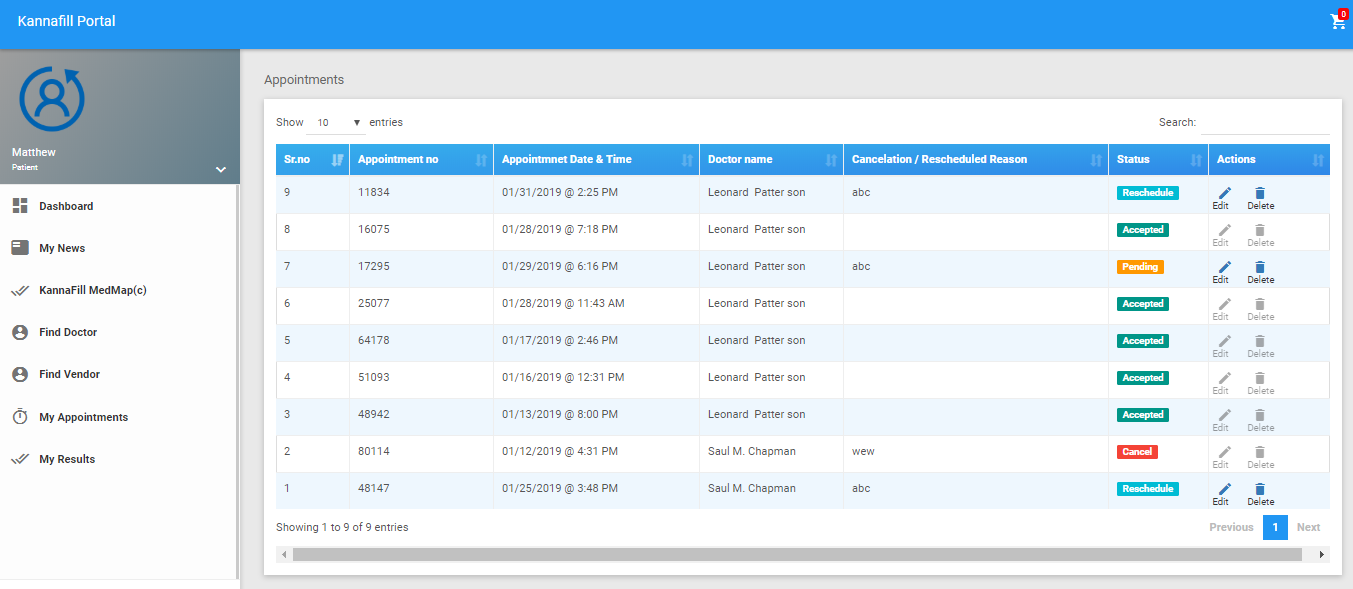 Kannafill Portal
0
Matthew
Patient
Dashboard
My News
KannaFill MedMap(c)
Find Doctor
Find Vendor
My Appointments
My Results
Appointments
Show 10 entries Search:
Sr.no Appointment no Appointmnet Date & Time Doctor name Cancelation / Rescheduled Reason Status Actions
9 11834 01/31/2019 @ 2:25 PM Leonard Patter son abc Reschedule Edit Delete
8 16075 01/28/2019 @ 7:18 PM Leonard Patter son Accepted Edit Delete
7 17295 01/29/2019 @ 6:16 PM Leonard Patter son abc Pending Edit Delete
6 25077 01/28/2019 @ 11:43 AM Leonard Patter son Accepted Edit Delete
5 64178 01/17/2019 @ 2:46 PM Leonard Patter son Accepted Edit Delete
4 51093 01/16/2019 @ 12:31 PM Leonard Patter son Accepted Edit Delete
3 48942 01/13/2019 @ 8:00 PM Leonard Patter son Accepted Edit Delete
2 80114 01/12/2019 @ 4:31 PM Saul M. Chapman wew Cancel Edit Delete
1 48147 01/25/2019 @ 3:48 PM Saul M. Chapman abc Reschedule Edit Delete
Showing 1 to 9 of 9 entries Previous 1 Next